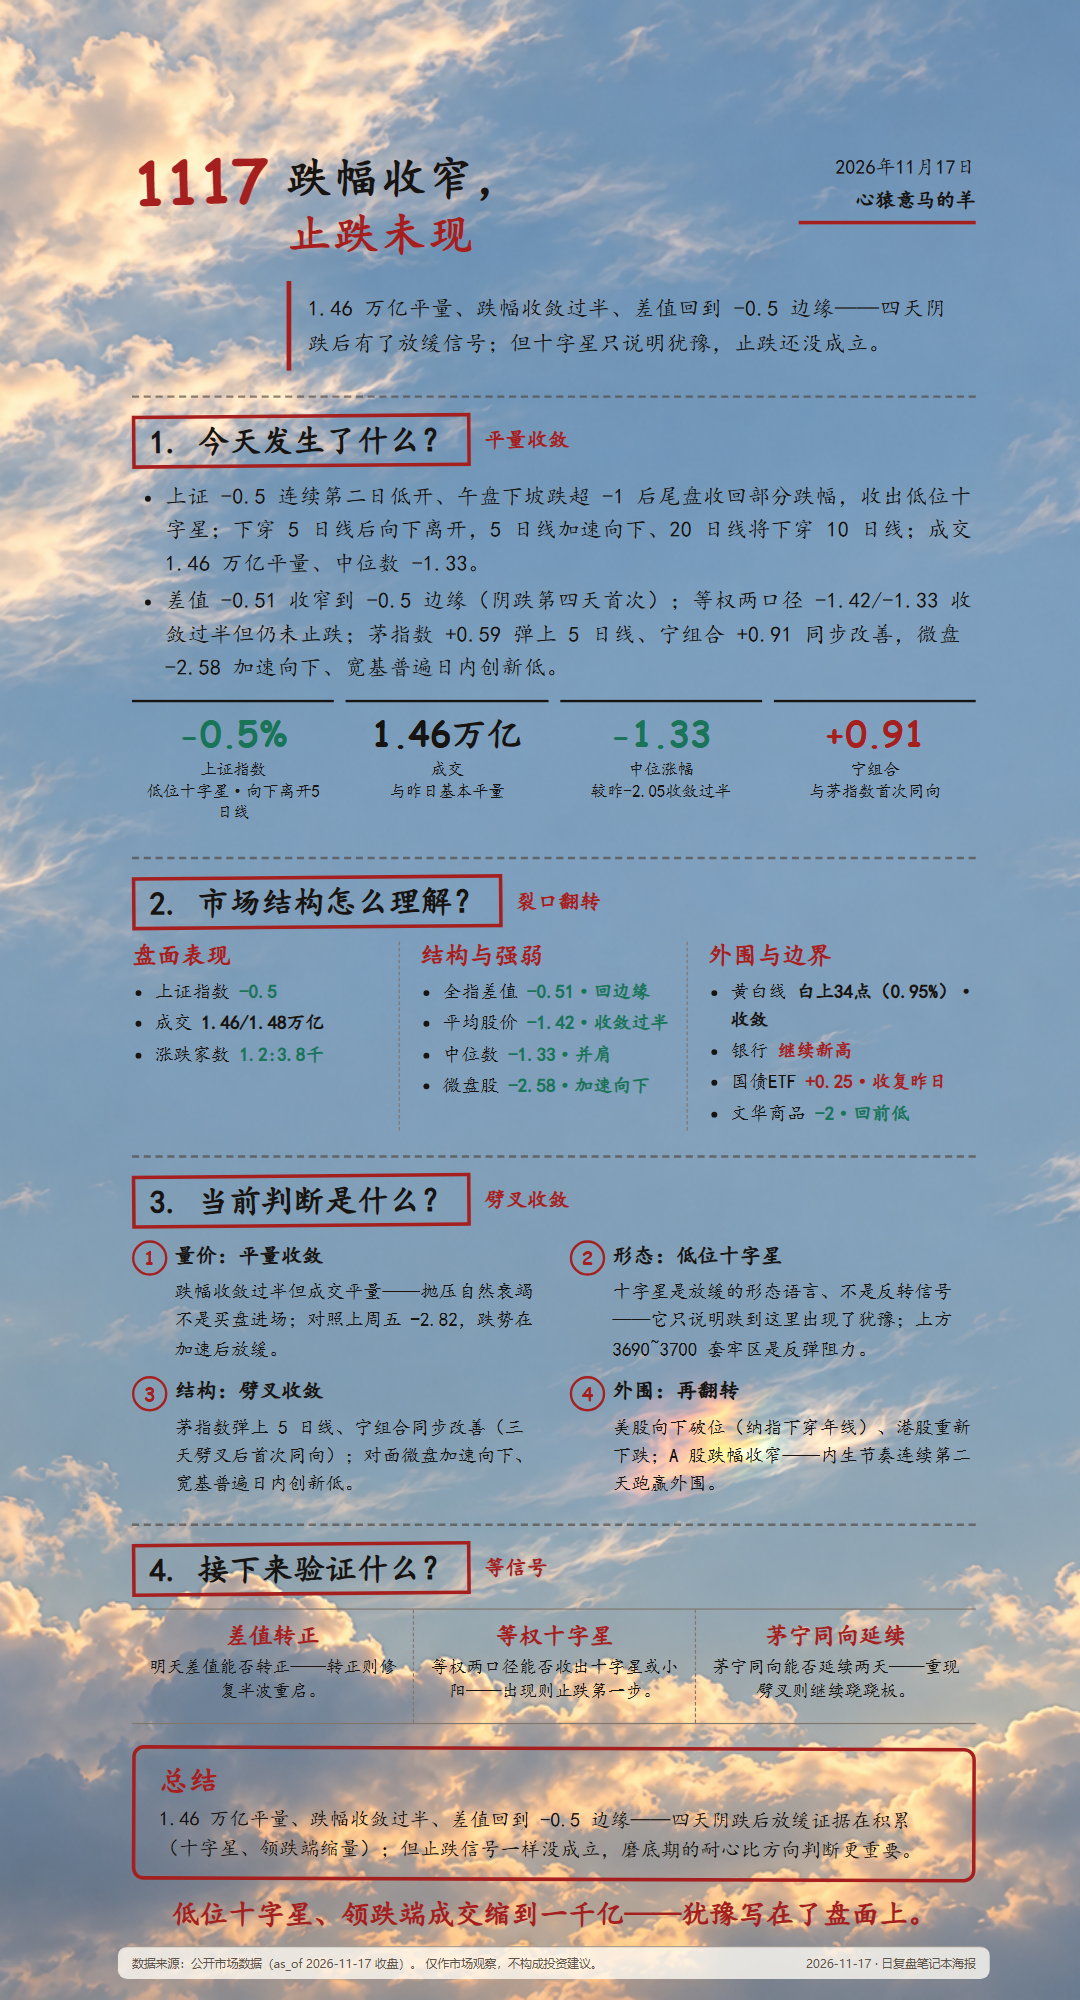 1117 跌幅收窄，
止跌未现
2026年11月17日
心猿意马的羊
1.46 万亿平量、跌幅收敛过半、差值回到 −0.5 边缘——四天阴
跌后有了放缓信号；但十字星只说明犹豫，止跌还没成立。
1. 今天发生了什么？ 平量收敛
• 上证 −0.5 连续第二日低开、午盘下坡跌超 −1 后尾盘收回部分跌幅，收出低位十
字星；下穿 5 日线后向下离开，5 日线加速向下、20 日线将下穿 10 日线；成交
1.46 万亿平量、中位数 −1.33。
• 差值 −0.51 收窄到 −0.5 边缘（阴跌第四天首次）；等权两口径 −1.42/−1.33 收
敛过半但仍未止跌；茅指数 +0.59 弹上 5 日线、宁组合 +0.91 同步改善，微盘
−2.58 加速向下、宽基普遍日内创新低。
−0.5%
上证指数
低位十字星·向下离开5
日线
1.46万亿
成交
与昨日基本平量
−1.33
中位涨幅
较昨−2.05收敛过半
+0.91
宁组合
与茅指数首次同向
2. 市场结构怎么理解？ 裂口翻转
盘面表现
• 上证指数 −0.5
• 成交 1.46/1.48万亿
• 涨跌家数 1.2:3.8千
结构与强弱
• 全指差值 −0.51·回边缘
• 平均股价 −1.42·收敛过半
• 中位数 −1.33·并肩
• 微盘股 −2.58·加速向下
外围与边界
• 黄白线 白上34点（0.95%）·
收敛
• 银行 继续新高
• 国债ETF +0.25·收复昨日
• 文华商品 −2·回前低
3. 当前判断是什么？ 劈叉收敛
1 量价：平量收敛
跌幅收敛过半但成交平量——抛压自然衰竭
不是买盘进场；对照上周五 −2.82，跌势在
加速后放缓。
2 形态：低位十字星
十字星是放缓的形态语言、不是反转信号
——它只说明跌到这里出现了犹豫；上方
3690~3700 套牢区是反弹阻力。
3 结构：劈叉收敛
茅指数弹上 5 日线、宁组合同步改善（三
天劈叉后首次同向）；对面微盘加速向下、
宽基普遍日内创新低。
4 外围：再翻转
美股向下破位（纳指下穿年线）、港股重新
下跌；A 股跌幅收窄——内生节奏连续第二
天跑赢外围。
4. 接下来验证什么？ 等信号
差值转正
明天差值能否转正——转正则修
复半波重启。
等权十字星
等权两口径能否收出十字星或小
阳——出现则止跌第一步。
茅宁同向延续
茅宁同向能否延续两天——重现
劈叉则继续跷跷板。
总结
1.46 万亿平量、跌幅收敛过半、差值回到 −0.5 边缘——四天阴跌后放缓证据在积累
（十字星、领跌端缩量）；但止跌信号一样没成立，磨底期的耐心比方向判断更重要。
低位十字星、领跌端成交缩到一千亿——犹豫写在了盘面上。
数据来源：公开市场数据（as_of 2026-11-17 收盘）。仅作市场观察，不构成投资建议。
2026-11-17 · 日复盘笔记本海报